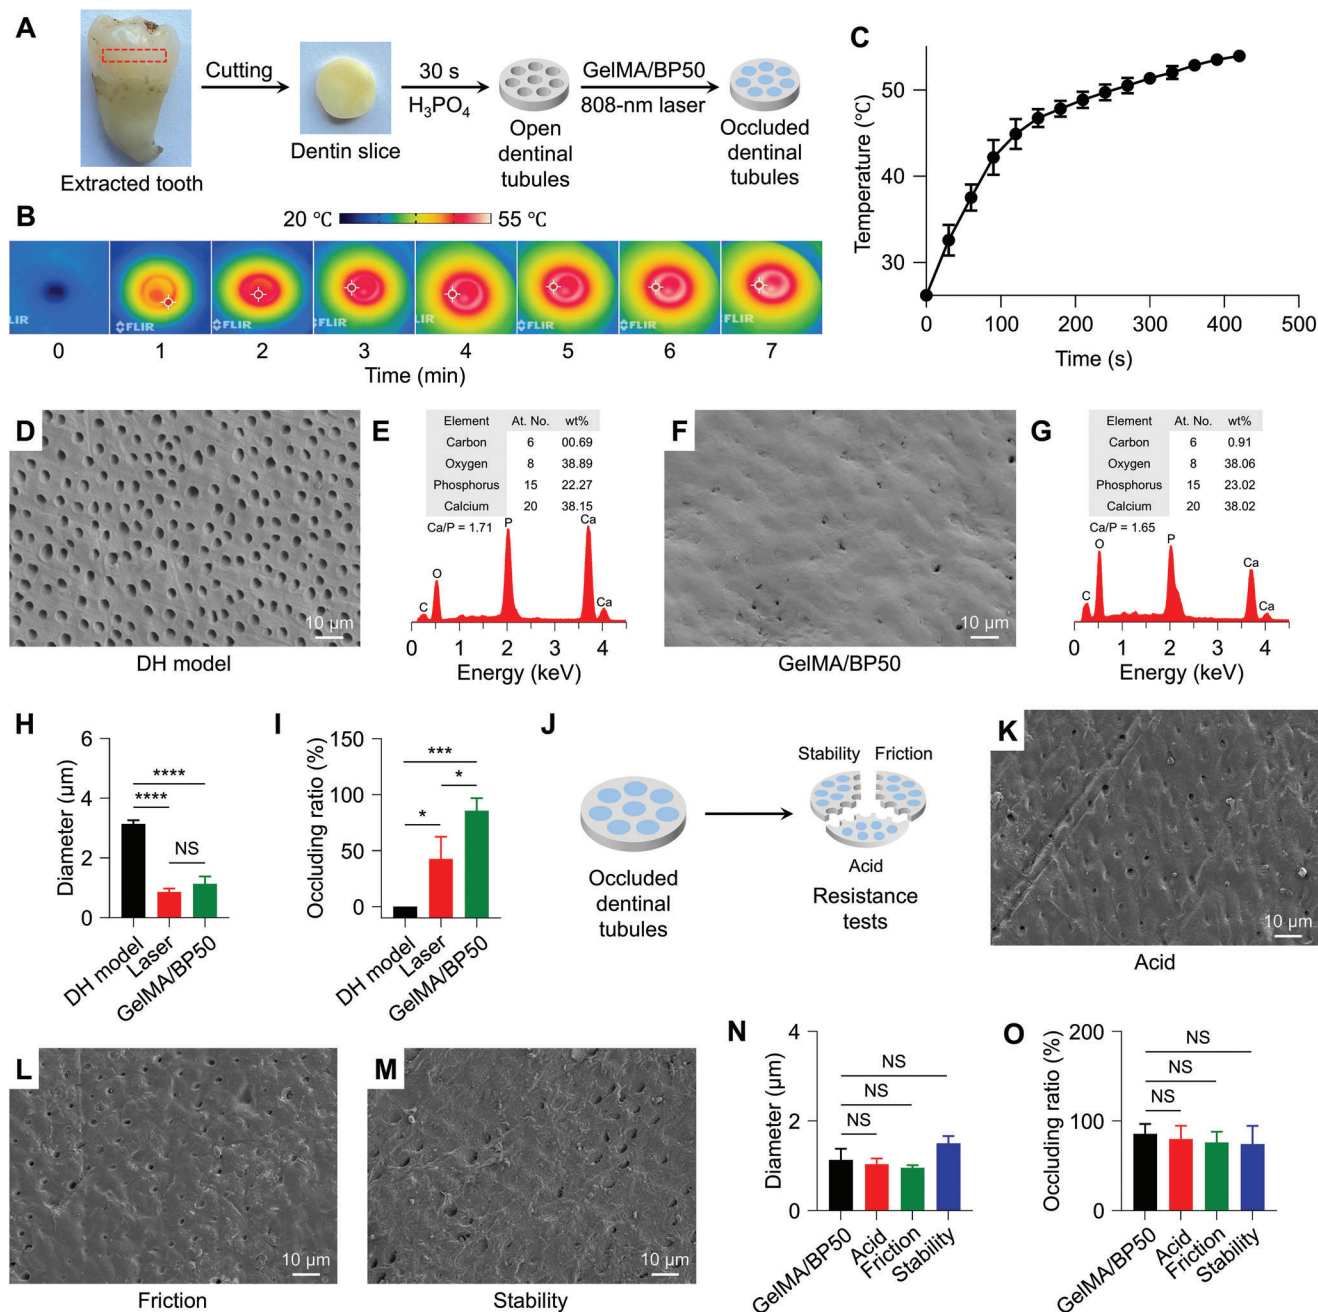 A
Cutting
30 s
H₃PO₄
GelMA/BP50
808-nm laser
Extracted tooth
Dentin slice
Open
dentinal
tubules
Occluded
dentinal
tubules
B
20 ℃
55 ℃
LIR
FLIR
FLIR
FLIR
FLIR
FLIR
FLIR
FLIR
0 1 2 3 4 5 6 7
Time (min)
C
Temperature (℃)
50
40
30
0 100 200 300 400 500
Time (s)
D
10 µm
DH model
E
Element At. No. wt%
Carbon 6 00.69
Oxygen 8 38.89
Phosphorus 15 22.27
Calcium 20 38.15
Ca/P = 1.71
C
O
P
Ca
Ca
0 1 2 3 4
Energy (keV)
F
10 µm
GelMA/BP50
G
Element At. No. wt%
Carbon 6 0.91
Oxygen 8 38.06
Phosphorus 15 23.02
Calcium 20 38.02
Ca/P = 1.65
C
O
P
Ca
Ca
0 1 2 3 4
Energy (keV)
H
Diameter (µm)
6
4
2
0
****
****
NS
DH model
Laser
GelMA/BP50
I
Occluding ratio (%)
150
100
50
0
***
*
*
DH model
Laser
GelMA/BP50
J
Occluded
dentinal
tubules
Stability Friction
Acid
Resistance
tests
K
10 µm
Acid
L
10 µm
Friction
M
10 µm
Stability
N
Diameter (µm)
4
2
0
NS
NS
NS
GelMA/BP50
Acid
Friction
Stability
O
Occluding ratio (%)
200
100
0
NS
NS
NS
GelMA/BP50
Acid
Friction
Stability